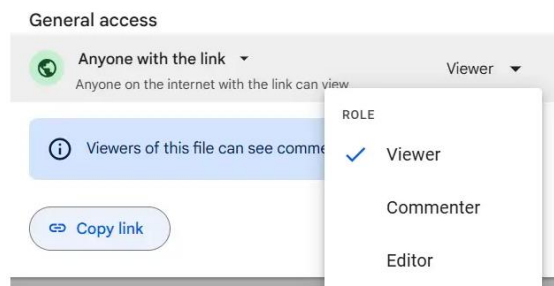 General access
Anyone with the link
Viewer
Anyone on the internet with the link can view
ROLE
Viewers of this file can see comme
Viewer
Commenter
Copy link
Editor